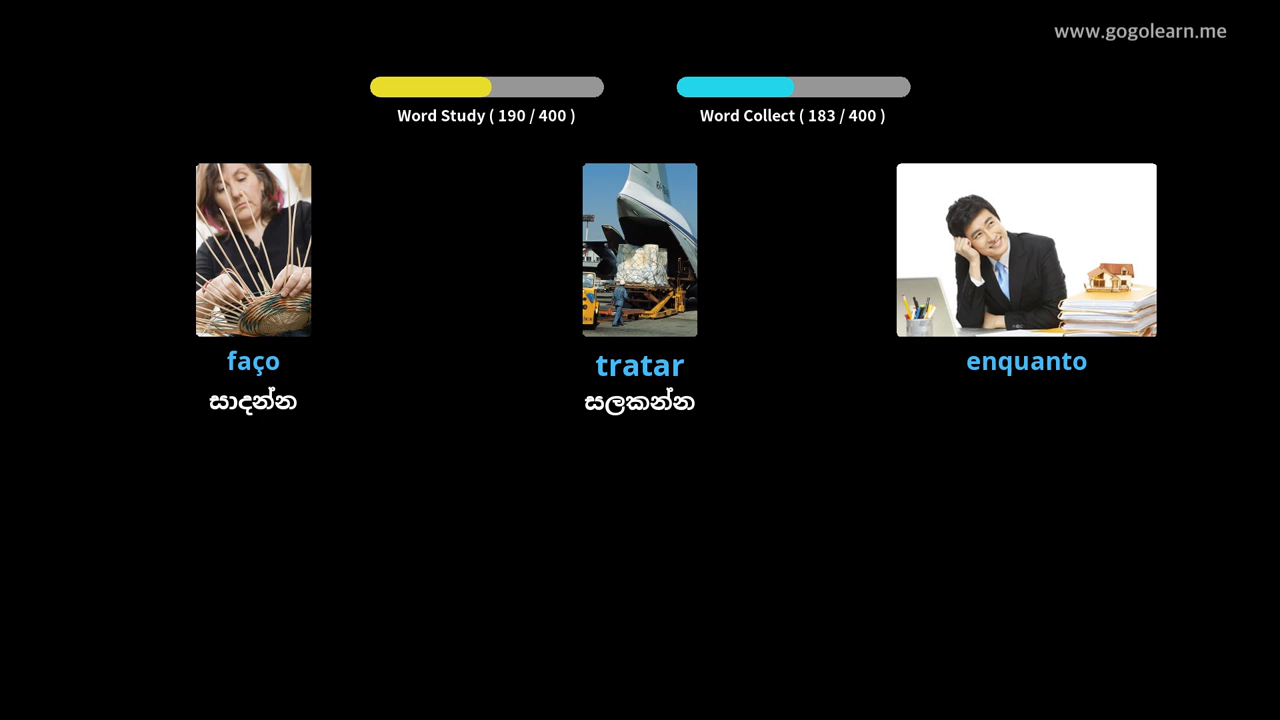 www.gogolearn.me
Word Study ( 190 / 400 )
Word Collect ( 183 / 400 )
faço
tratar
enquanto
සාදන්න
සලකන්න